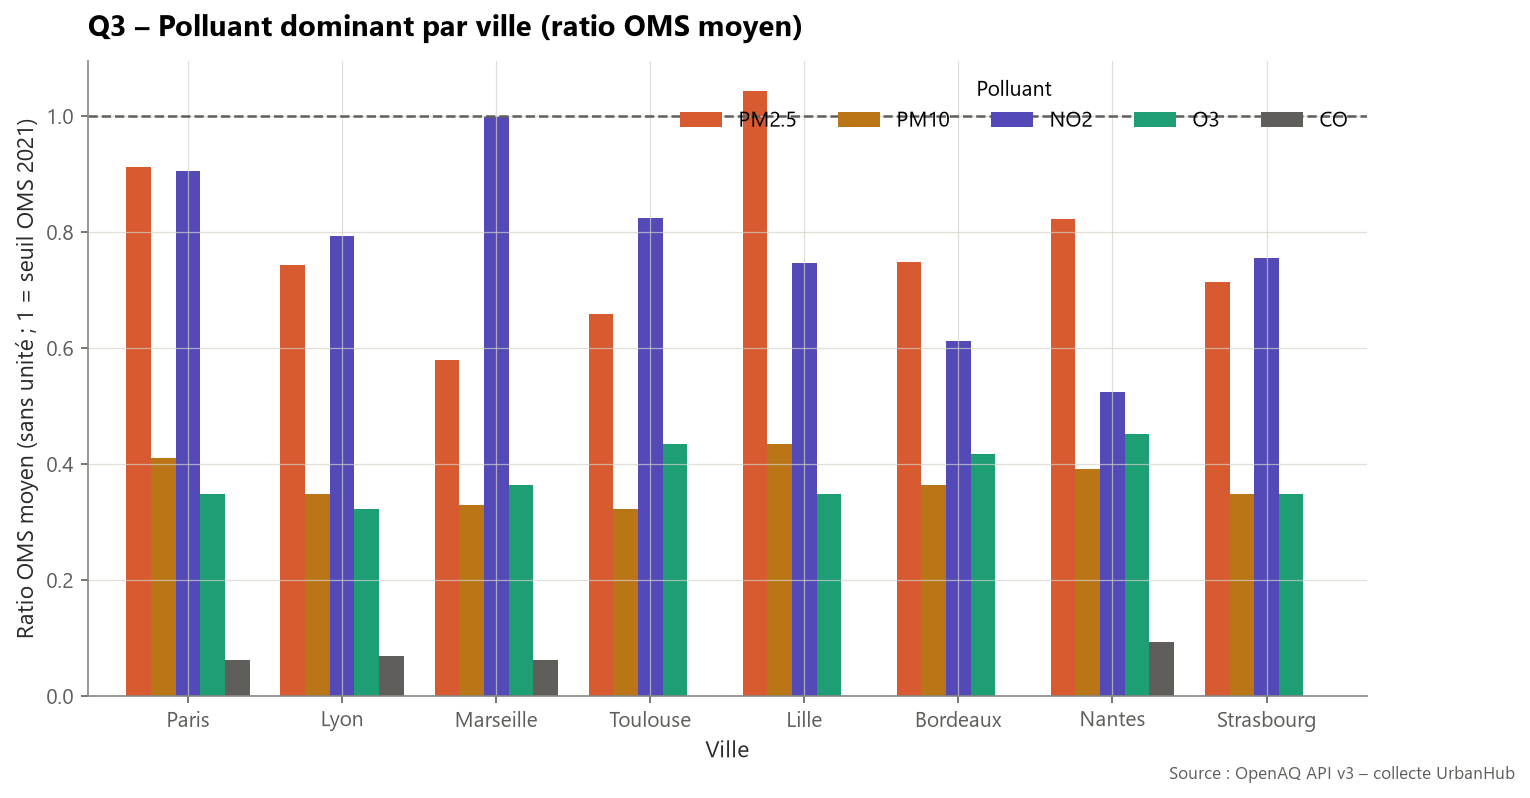 Q3 – Polluant dominant par ville (ratio OMS moyen)
Polluant
PM2.5 PM10 NO2 O3 CO
Ratio OMS moyen (sans unité ; 1 = seuil OMS 2021)
1.0
0.8
0.6
0.4
0.2
0.0
Paris Lyon Marseille Toulouse Lille Bordeaux Nantes Strasbourg
Ville
Source : OpenAQ API v3 – collecte UrbanHub